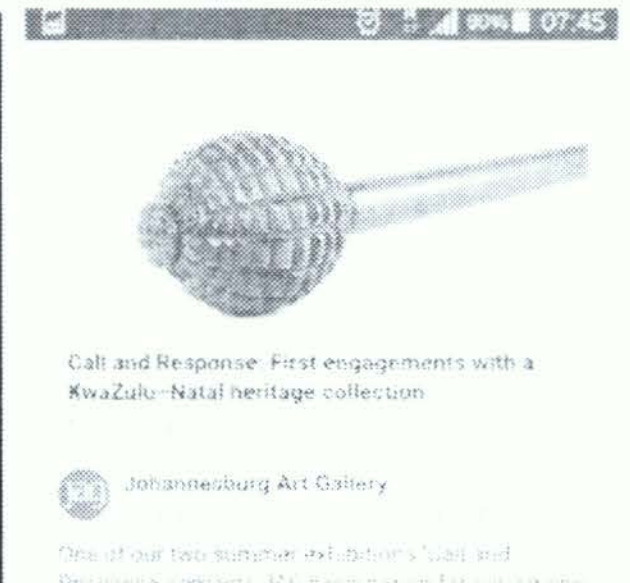 90% 07:45
Call and Response: First engagements with a
KwaZulu-Natal heritage collection
Johannesburg Art Gallery
One of our two summer exhibitions 'Call and